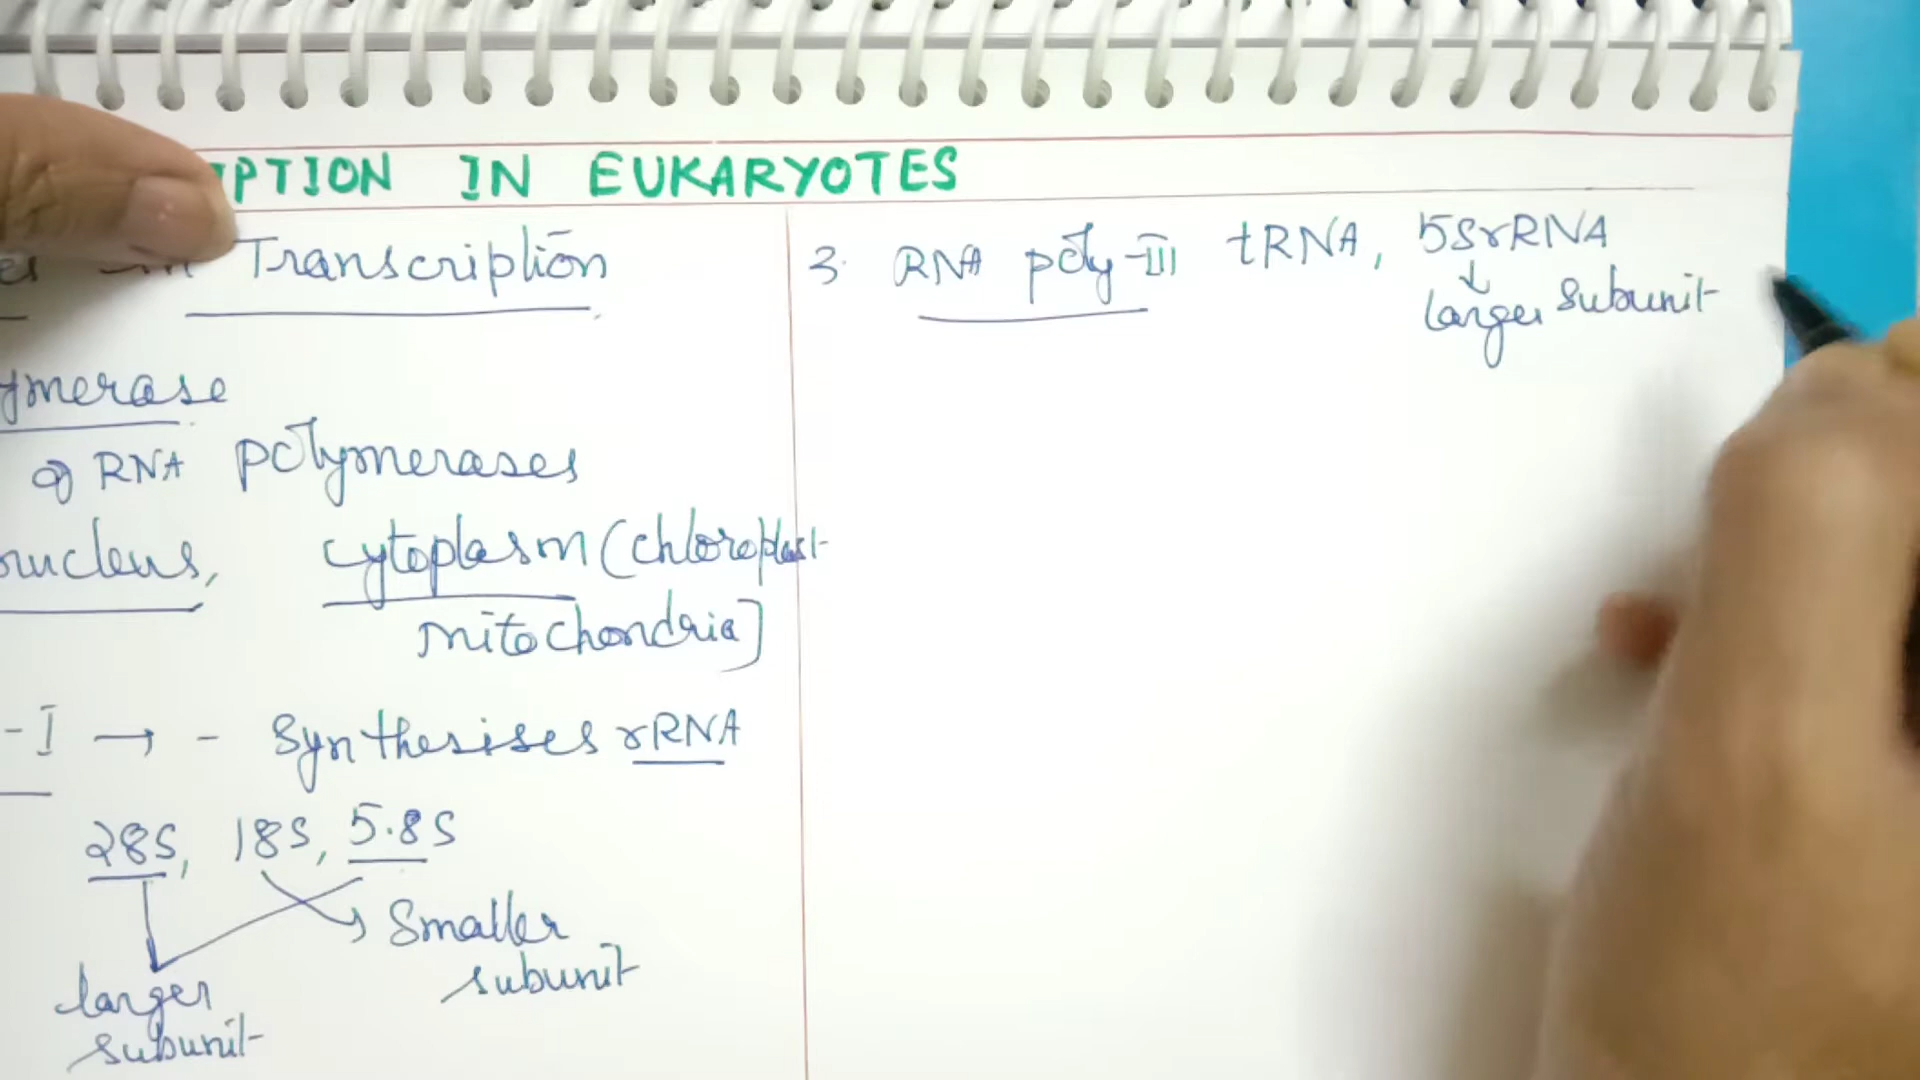 IPTION IN EUKARYOTES
Transcription
ymerase
of RNA polymerases
nucleus, cytoplasm (chloroplast
mitochondria]
-I → - Synthesises rRNA
28S, 18S, 5.8S
Smaller
subunit
larger
subunit
3. RNA poly-III tRNA, 5SrRNA
↓
larger subunit